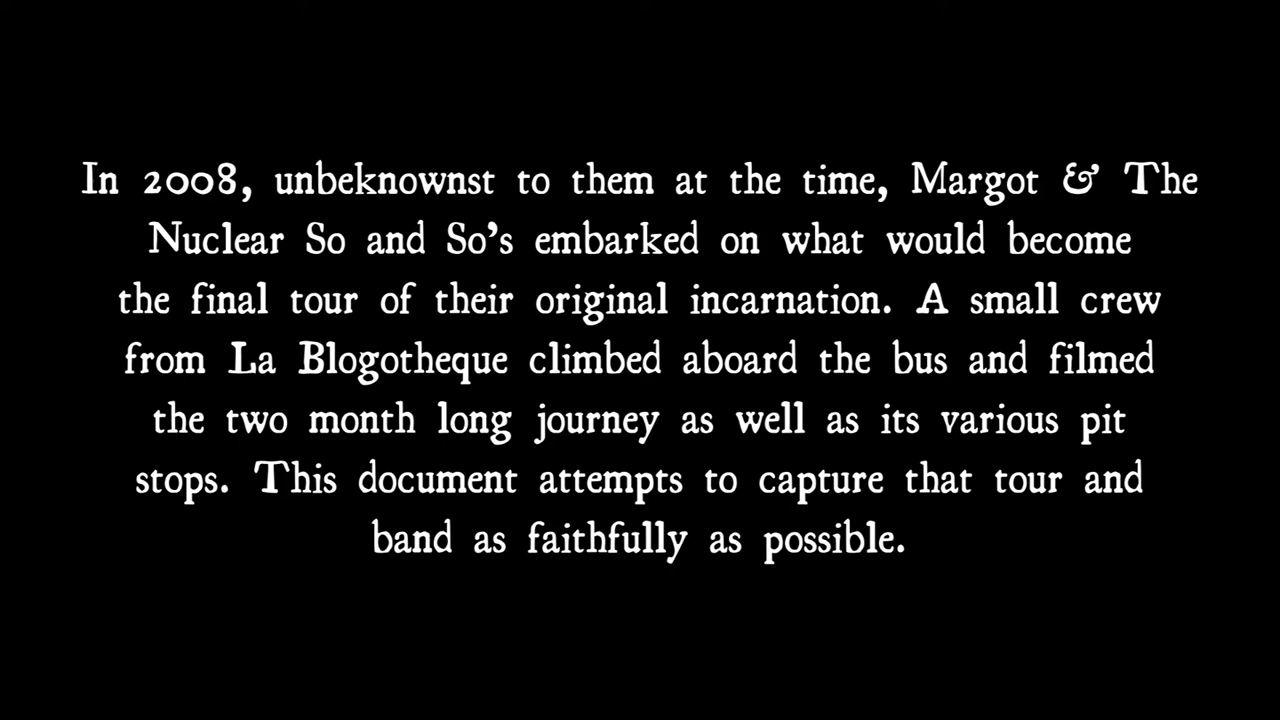 In 2008, unbeknownst to them at the time, Margot & The
Nuclear So and So's embarked on what would become
the final tour of their original incarnation. A small crew
from La Blogotheque climbed aboard the bus and filmed
the two month long journey as well as its various pit
stops. This document attempts to capture that tour and
band as faithfully as possible.